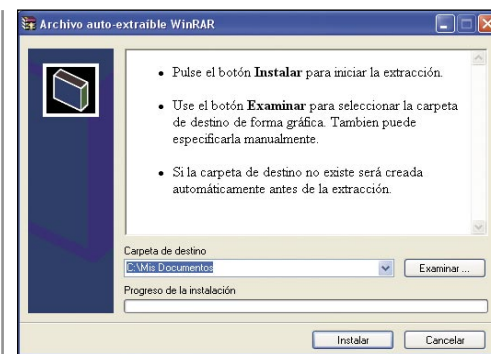 Archivo auto-extraible WinRAR
• Pulse el botón Instalar para iniciar la extracción.
• Use el botón Examinar para seleccionar la carpeta
de destino de forma gráfica. Tambien puede
especificarla manualmente.
• Si la carpeta de destino no existe será creada
automáticamente antes de la extracción.
Carpeta de destino
C:\Mis Documentos
Examinar ...
Progreso de la instalación
Instalar
Cancelar